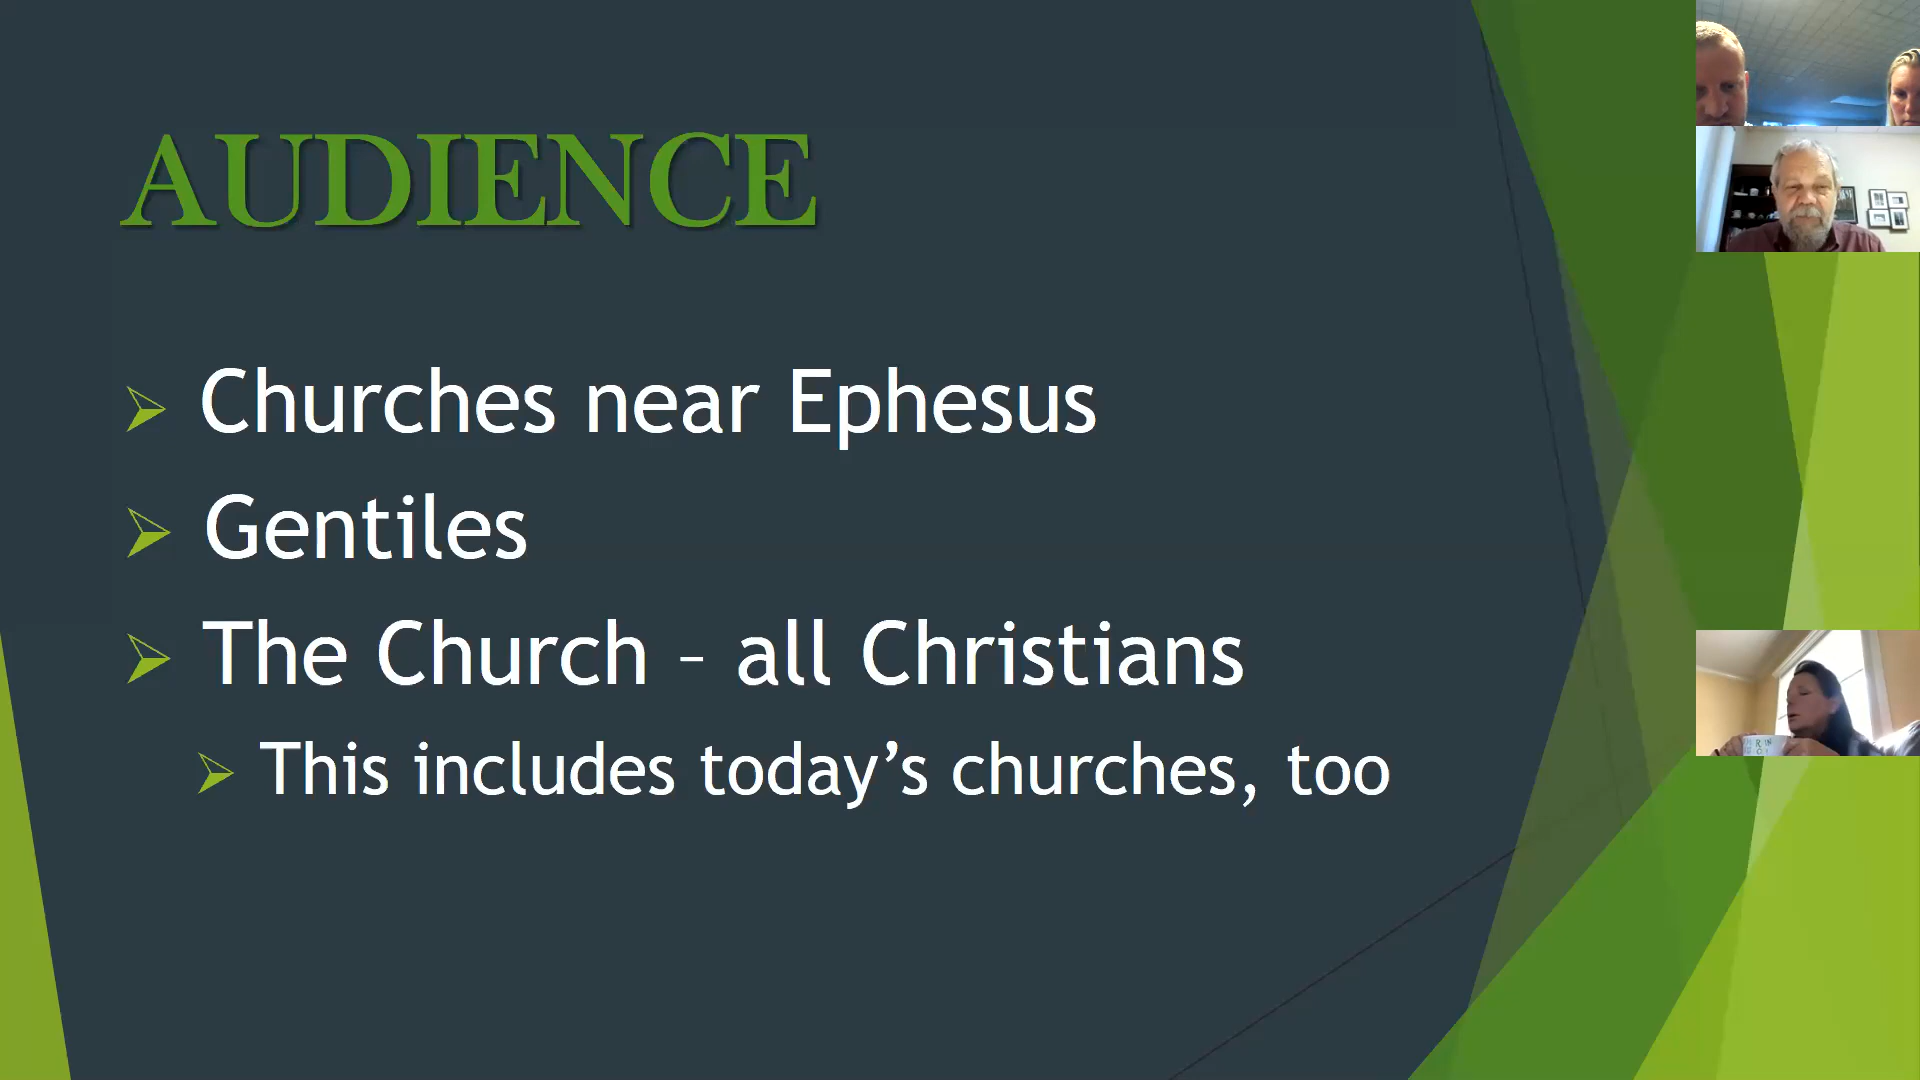 AUDIENCE
Churches near Ephesus
Gentiles
The Church – all Christians
This includes today’s churches, too